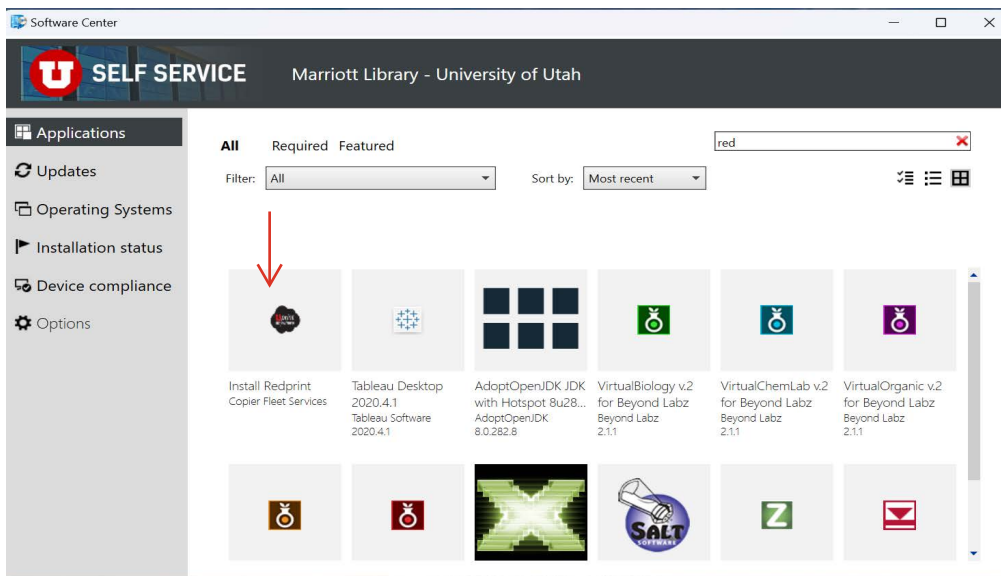 Software Center
U SELF SERVICE Marriott Library - University of Utah
Applications
Updates
Operating Systems
Installation status
Device compliance
Options
All Required Featured
red
Filter: All Sort by: Most recent
Install Redprint
Copier Fleet Services
Tableau Desktop
2020.4.1
Tableau Software
2020.4.1
AdoptOpenJDK JDK
with Hotspot 8u28...
AdoptOpenJDK
8.0.282.8
VirtualBiology v.2
for Beyond Labz
Beyond Labz
2.1.1
VirtualChemLab v.2
for Beyond Labz
Beyond Labz
2.1.1
VirtualOrganic v.2
for Beyond Labz
Beyond Labz
2.1.1
SALT
SOFTWARE
Z